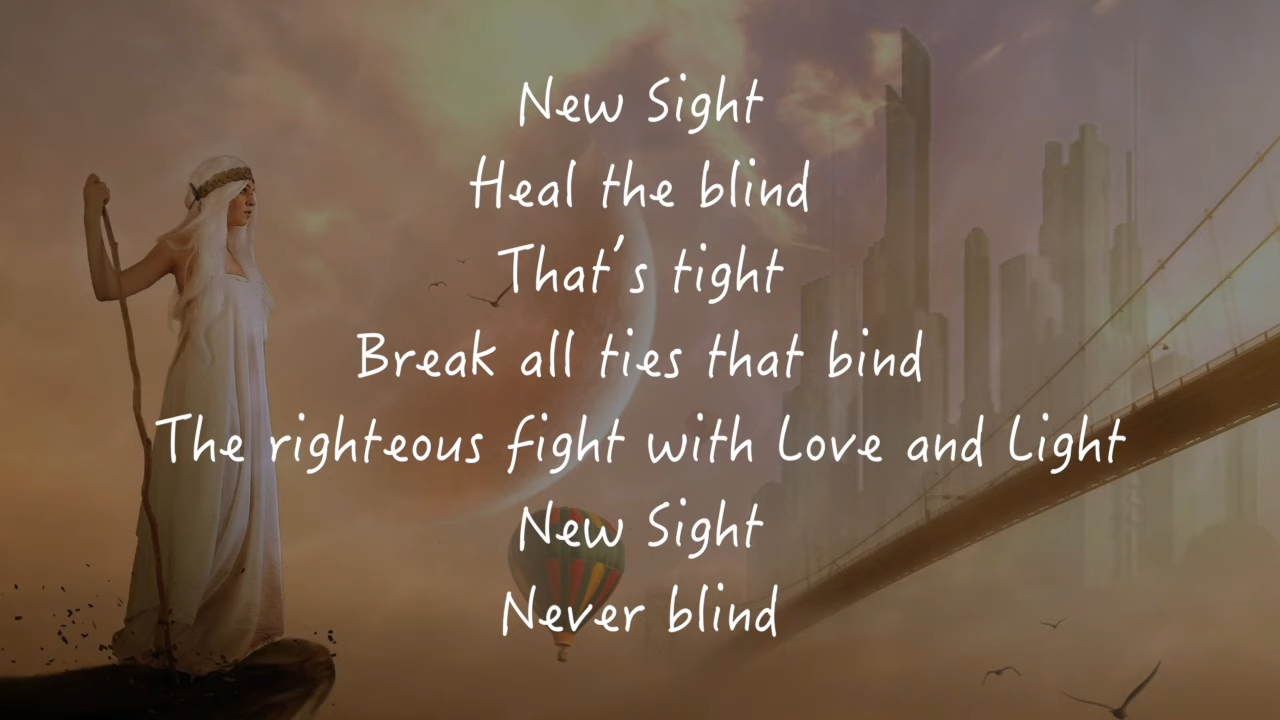 New Sight
Heal the blind
That's tight
Break all ties that bind
The righteous fight with Love and Light
New Sight
Never blind